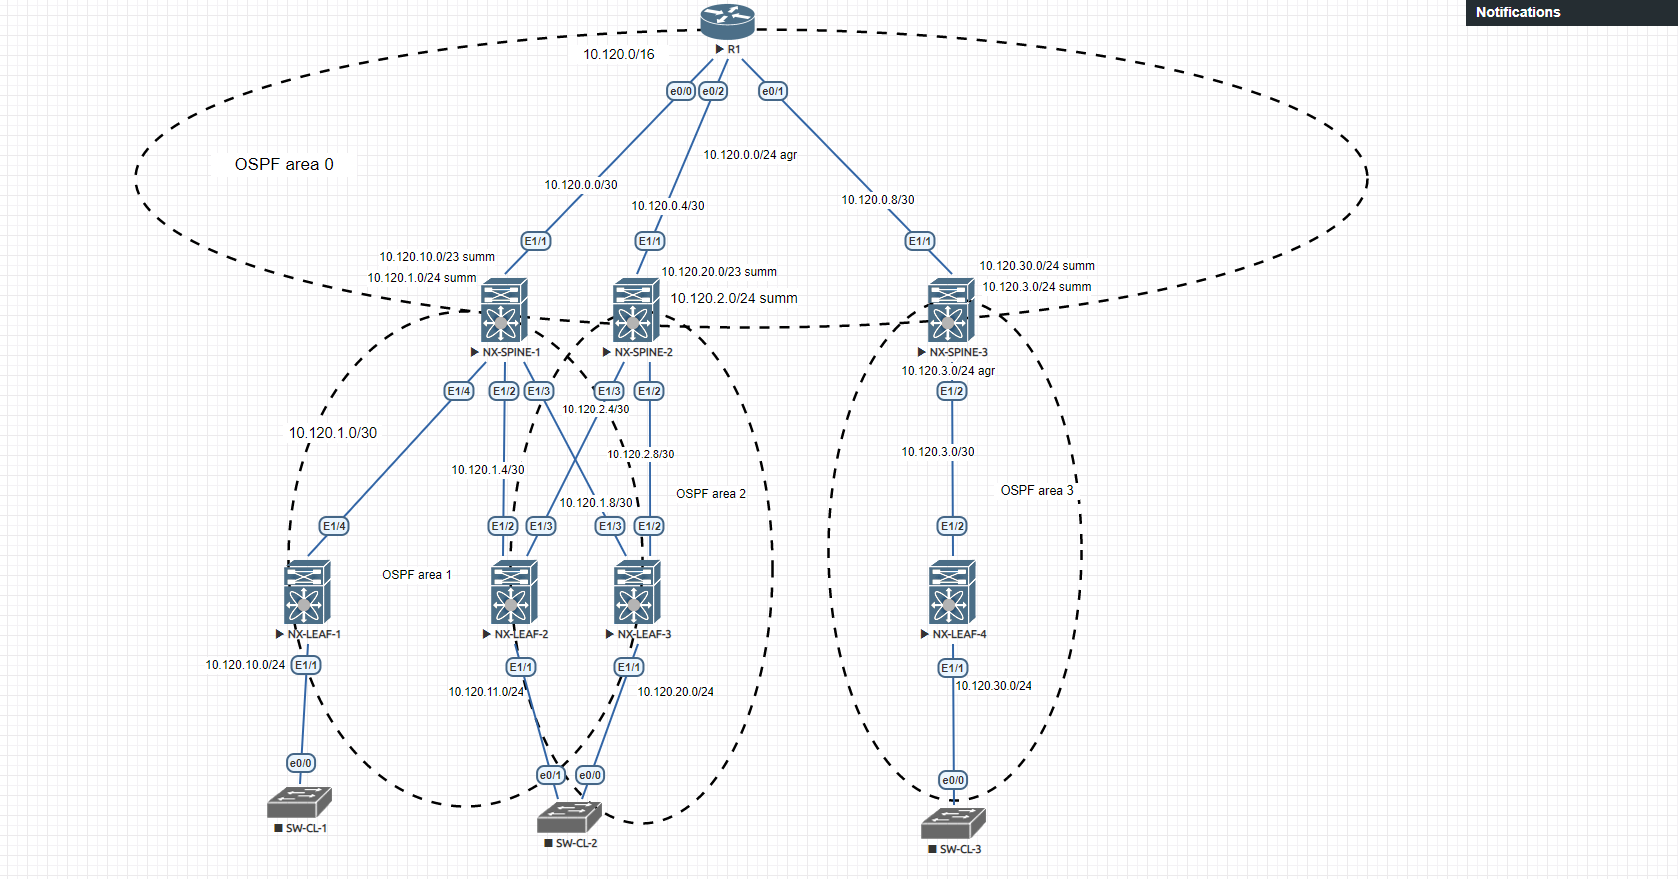 Notifications
R1
10.120.0/16
e0/0
e0/2
e0/1
10.120.0.0/24 agr
OSPF area 0
10.120.0.0/30
10.120.0.4/30
10.120.0.8/30
E1/1
E1/1
E1/1
10.120.10.0/23 summ
10.120.1.0/24 summ
10.120.20.0/23 summ
10.120.2.0/24 summ
10.120.30.0/24 summ
10.120.3.0/24 summ
NX-SPINE-1
NX-SPINE-2
NX-SPINE-3
10.120.3.0/24 agr
E1/4
E1/2
E1/3
E1/3
E1/2
E1/2
10.120.2.4/30
10.120.1.0/30
10.120.2.8/30
10.120.3.0/30
10.120.1.4/30
10.120.1.8/30
OSPF area 2
OSPF area 3
E1/4
E1/2
E1/3
E1/3
E1/2
E1/2
OSPF area 1
NX-LEAF-1
NX-LEAF-2
NX-LEAF-3
NX-LEAF-4
10.120.10.0/24
E1/1
E1/1
E1/1
E1/1
10.120.11.0/24
10.120.20.0/24
10.120.30.0/24
e0/0
e0/1
e0/0
e0/0
SW-CL-1
SW-CL-2
SW-CL-3